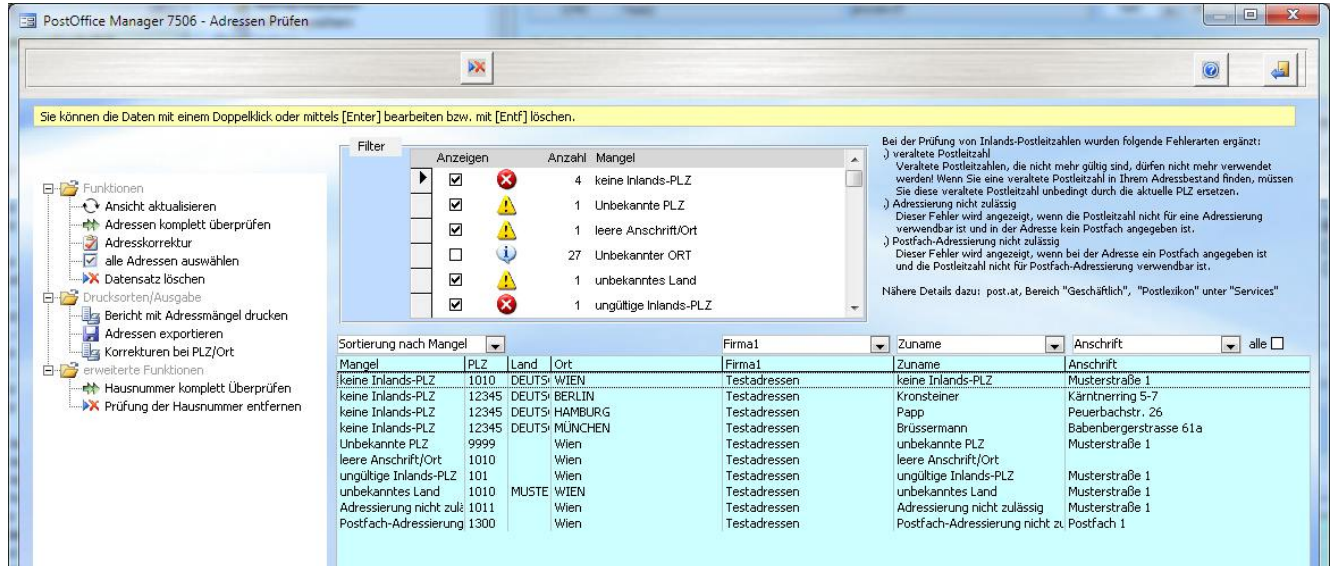 PostOffice Manager 7506 - Adressen Prüfen
Sie können die Daten mit einem Doppelklick oder mittels [Enter] bearbeiten bzw. mit [Entf] löschen.
Funktionen
Ansicht aktualisieren
Adressen komplett überprüfen
Adresskorrektur
alle Adressen auswählen
Datensatz löschen
Drucksorten/Ausgabe
Bericht mit Adressmängel drucken
Adressen exportieren
Korrekturen bei PLZ/Ort
erweiterte Funktionen
Hausnummer komplett Überprüfen
Prüfung der Hausnummer entfernen
Filter
Anzeigen Anzahl Mangel
4 keine Inlands-PLZ
1 Unbekannte PLZ
1 leere Anschrift/Ort
27 Unbekannter ORT
1 unbekanntes Land
1 ungültige Inlands-PLZ
Bei der Prüfung von Inlands-Postleitzahlen wurden folgende Fehlerarten ergänzt:
.) veraltete Postleitzahl
Veraltete Postleitzahlen, die nicht mehr gültig sind, dürfen nicht mehr verwendet
werden! Wenn Sie eine veraltete Postleitzahl in Ihrem Adressbestand finden, müssen
Sie diese veraltete Postleitzahl unbedingt durch die aktuelle PLZ ersetzen.
.) Adressierung nicht zulässig
Dieser Fehler wird angezeigt, wenn die Postleitzahl nicht für eine Adressierung
verwendbar ist und in der Adresse kein Postfach angegeben ist.
.) Postfach-Adressierung nicht zulässig
Dieser Fehler wird angezeigt, wenn bei der Adresse ein Postfach angegeben ist
und die Postleitzahl nicht für Postfach-Adressierung verwendbar ist.
Nähere Details dazu: post.at, Bereich "Geschäftlich", "Postlexikon" unter "Services"
Sortierung nach Mangel Firma1 Zuname Anschrift alle
Mangel PLZ Land Ort Firma1 Zuname Anschrift
keine Inlands-PLZ 1010 DEUTS WIEN Testadressen keine Inlands-PLZ Musterstraße 1
keine Inlands-PLZ 12345 DEUTS BERLIN Testadressen Kronsteiner Kärntnerring 5-7
keine Inlands-PLZ 12345 DEUTS HAMBURG Testadressen Papp Peuerbachstr. 26
keine Inlands-PLZ 12345 DEUTS MÜNCHEN Testadressen Brüssermann Babenbergerstrasse 61a
Unbekannte PLZ 9999 Wien Testadressen unbekannte PLZ Musterstraße 1
leere Anschrift/Ort 1010 Wien Testadressen leere Anschrift/Ort
ungültige Inlands-PLZ 101 Wien Testadressen ungültige Inlands-PLZ Musterstraße 1
unbekanntes Land 1010 MUSTE WIEN Testadressen unbekanntes Land Musterstraße 1
Adressierung nicht zulä 1011 Wien Testadressen Adressierung nicht zulässig Musterstraße 1
Postfach-Adressierung 1300 Wien Testadressen Postfach-Adressierung nicht zu Postfach 1